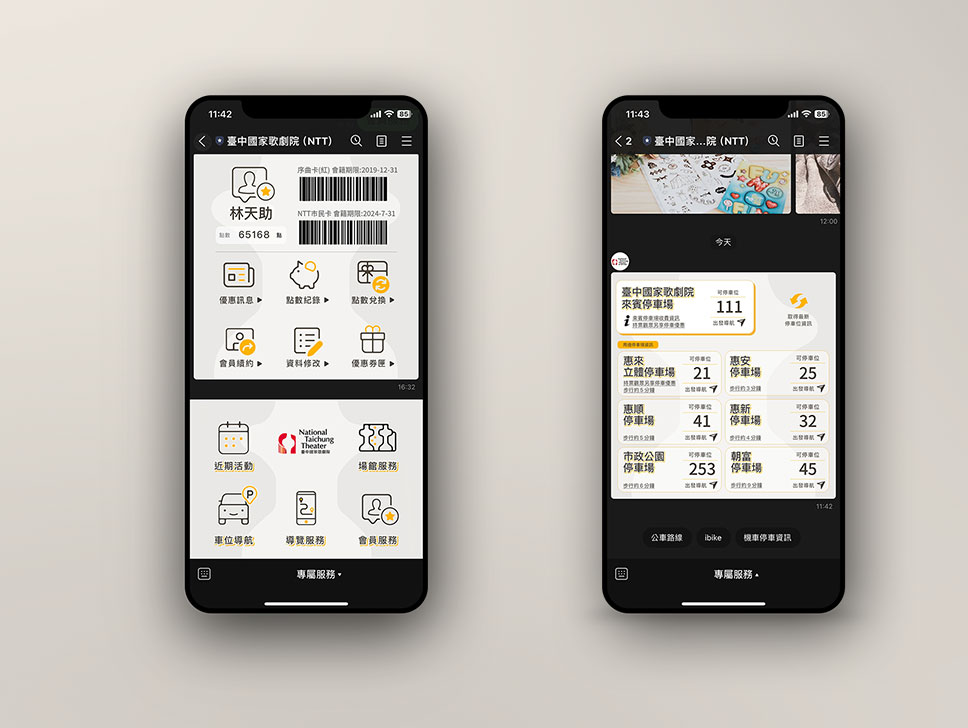 11:42
85
臺中國家歌劇院 (NTT)
序曲卡(紅) 會籍期限:2019-12-31
林天助
NTT市民卡 會籍期限:2024-7-31
點數 65168 點
優惠訊息 ▶
點數紀錄 ▶
點數兌換 ▶
會員續約 ▶
資料修改 ▶
優惠券匣 ▶
16:32
National
Taichung
Theater
臺中國家歌劇院
近期活動
場館服務
P
車位導航
導覽服務
會員服務
專屬服務 ▾
11:43
85
2
臺中國家...院 (NTT)
FU
12:00
今天
臺中國家歌劇院
來賓停車場
可停車位
111
來賓停車場收費資訊
持票觀眾另享停車優惠
出發導航
取得最新
停車位資訊
周邊停車場資訊
惠來
立體停車場
可停車位
21
持票觀眾另享停車優惠
步行約5分鐘
出發導航
惠安
停車場
可停車位
25
步行約3分鐘
出發導航
惠順
停車場
可停車位
41
步行約5分鐘
出發導航
惠新
停車場
可停車位
32
步行約4分鐘
出發導航
市政公園
停車場
可停車位
253
步行約8分鐘
出發導航
朝富
停車場
可停車位
45
步行約9分鐘
出發導航
11:42
公車路線
ibike
機車停車資訊
專屬服務 ▴